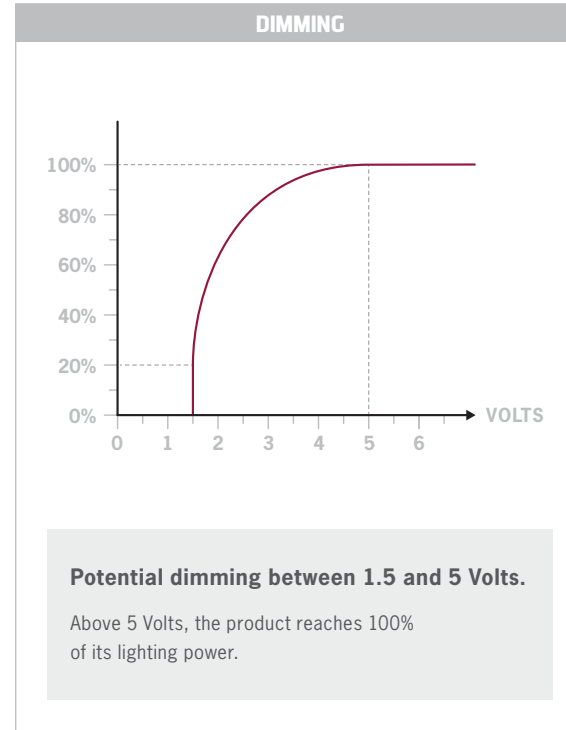 DIMMING
100%
80%
60%
40%
20%
0%
0 1 2 3 4 5 6 VOLTS
Potential dimming between 1.5 and 5 Volts.
Above 5 Volts, the product reaches 100%
of its lighting power.